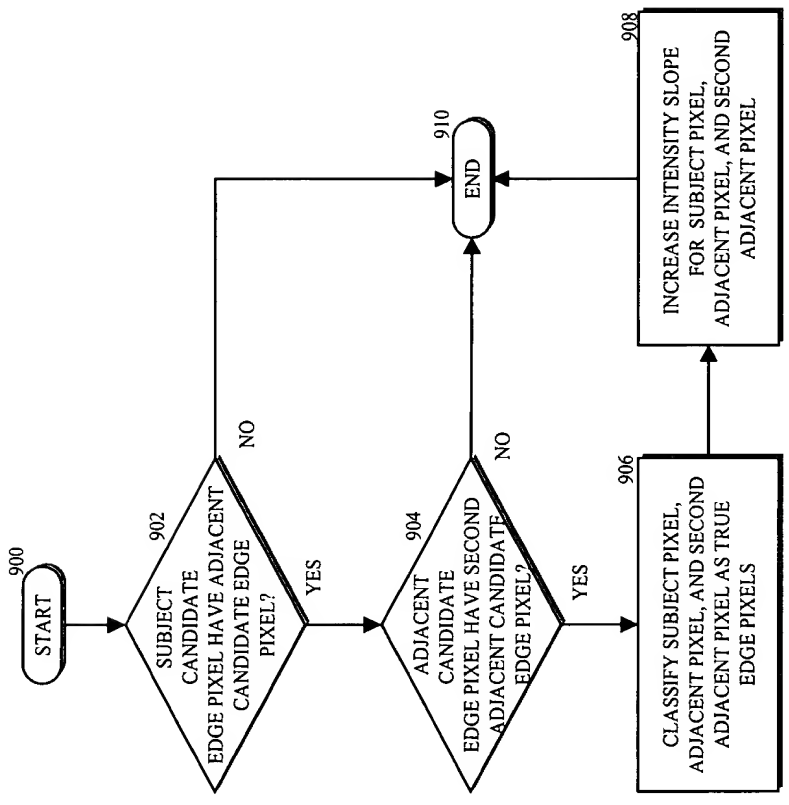 900
START
902
SUBJECT
CANDIDATE
EDGE PIXEL HAVE ADJACENT
CANDIDATE EDGE
PIXEL?
NO
YES
904
ADJACENT
CANDIDATE
EDGE PIXEL HAVE SECOND
ADJACENT CANDIDATE
EDGE PIXEL?
NO
YES
906
CLASSIFY SUBJECT PIXEL,
ADJACENT PIXEL, AND SECOND
ADJACENT PIXEL AS TRUE
EDGE PIXELS
908
INCREASE INTENSITY SLOPE
FOR SUBJECT PIXEL,
ADJACENT PIXEL, AND SECOND
ADJACENT PIXEL
910
END